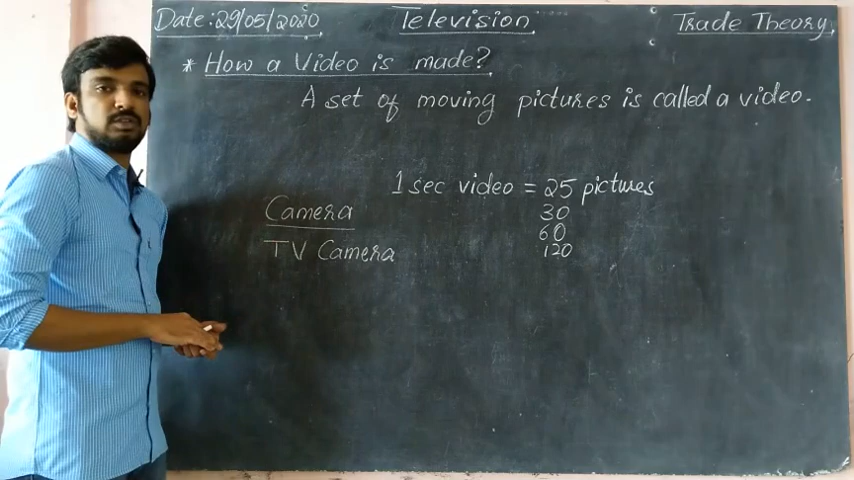 Date:29/05/2020 Television Trade Theory
* How a Video is made?
A set of moving pictures is called a video.
1 sec video = 25 pictures
Camera 30
60
TV Camera 120